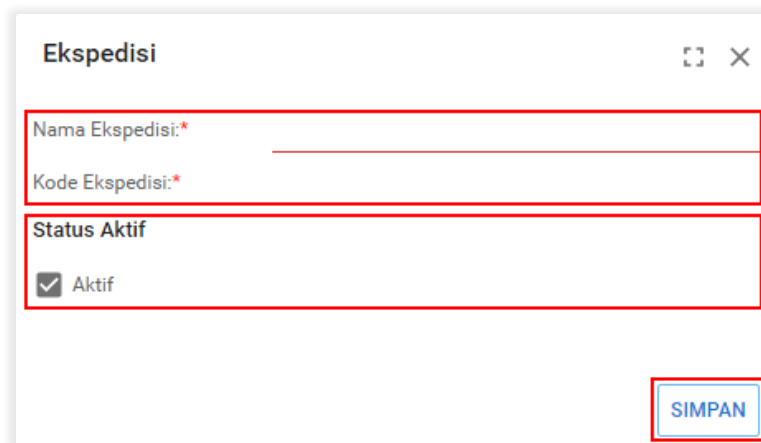 Ekspedisi
Nama Ekspedisi:*
Kode Ekspedisi:*
Status Aktif
Aktif
SIMPAN